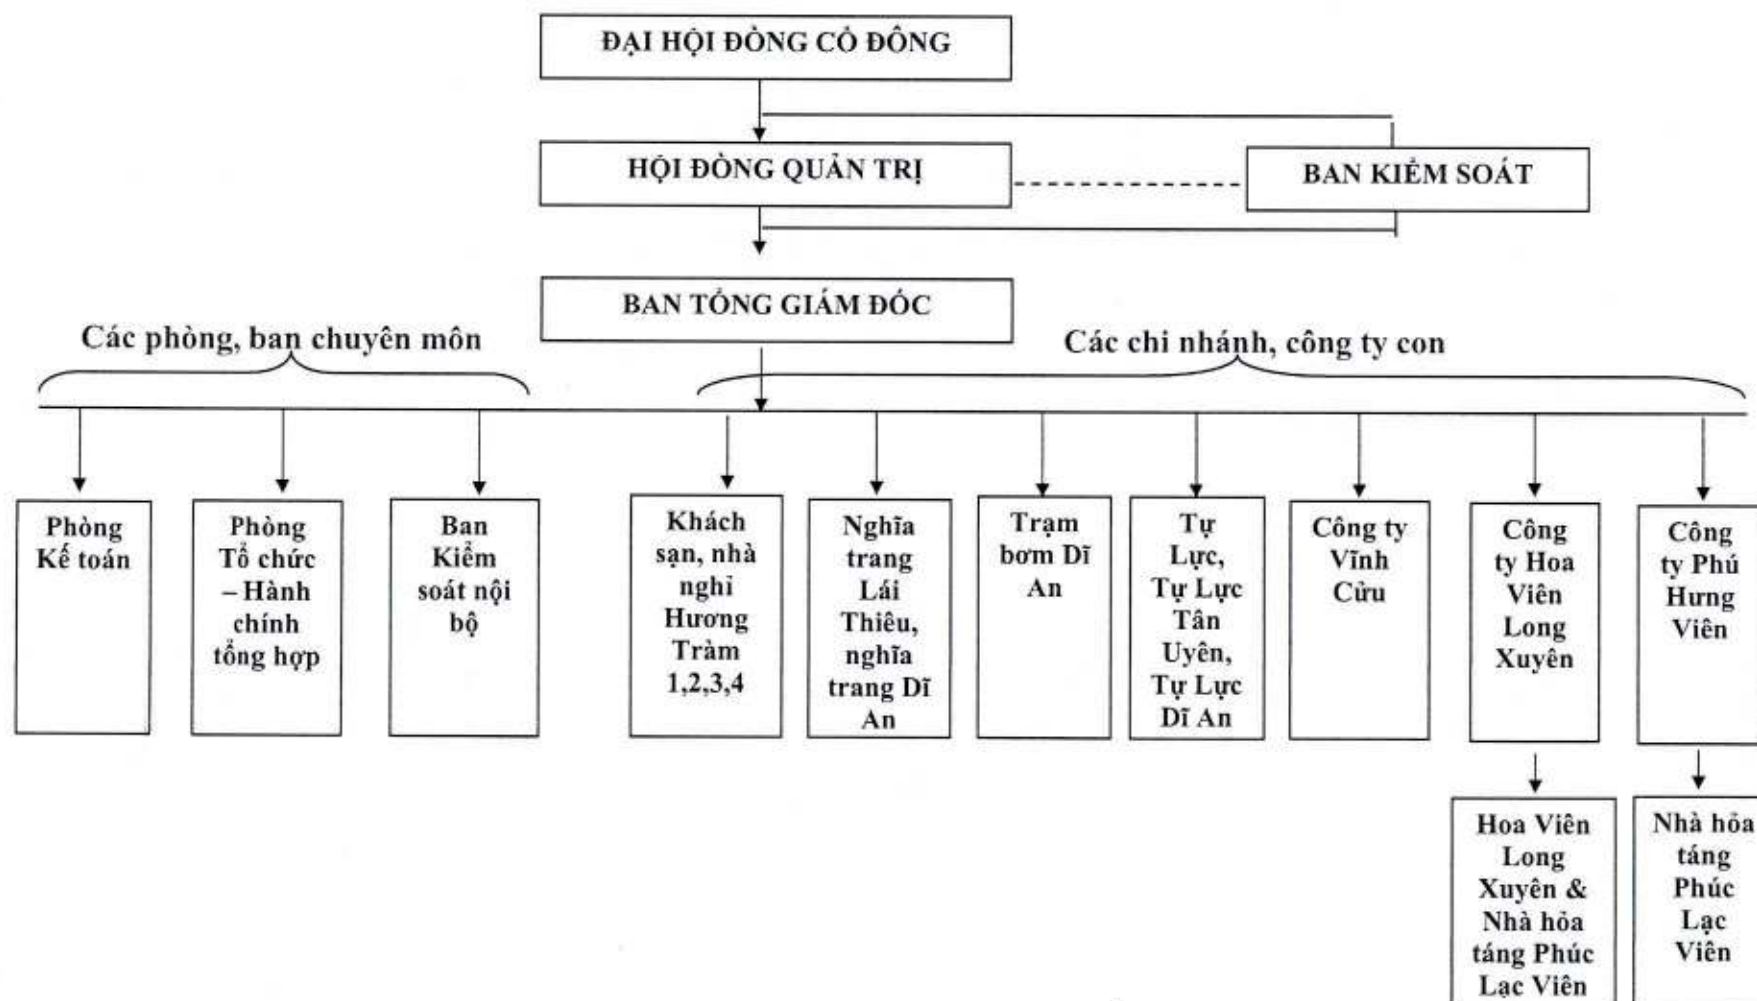 ĐẠI HỘI ĐỒNG CỔ ĐÔNG
HỘI ĐỒNG QUẢN TRỊ
BAN KIỂM SOÁT
BAN TỔNG GIÁM ĐỐC
Các phòng, ban chuyên môn
Các chi nhánh, công ty con
Phòng
Kế toán
Phòng
Tổ chức
– Hành
chính
tổng hợp
Ban
Kiểm
soát nội
bộ
Khách
sạn, nhà
nghỉ
Hương
Tràm
1,2,3,4
Nghĩa
trang
Lái
Thiêu,
nghĩa
trang Dĩ
An
Trạm
bơm Dĩ
An
Tự
Lực,
Tự Lực
Tân
Uyên,
Tự Lực
Dĩ An
Công ty
Vĩnh
Cửu
Công
ty Hoa
Viên
Long
Xuyên
Công
ty Phú
Hưng
Viên
Hoa Viên
Long
Xuyên &
Nhà hỏa
táng Phúc
Lạc Viên
Nhà hỏa
táng
Phúc
Lạc
Viên